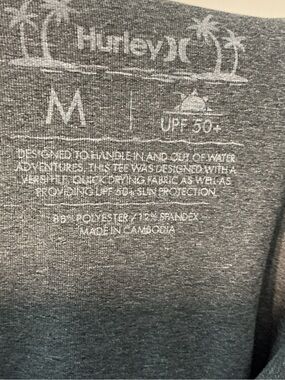 Hurley
M
UPF 50+
DESIGNED TO HANDLE IN AND OUT OF WATER
ADVENTURES, THIS TEE WAS DESIGNED WITH A
VERSITLE, QUICK DRYING FABRIC AS WELL AS
PROVIDING UPF 50+ SUN PROTECTION.
88% POLYESTER / 12% SPANDEX
MADE IN CAMBODIA